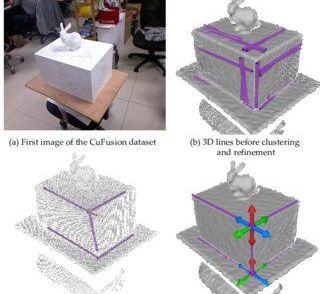 (a) First image of the CuFusion dataset
(b) 3D lines before clustering
and refinement